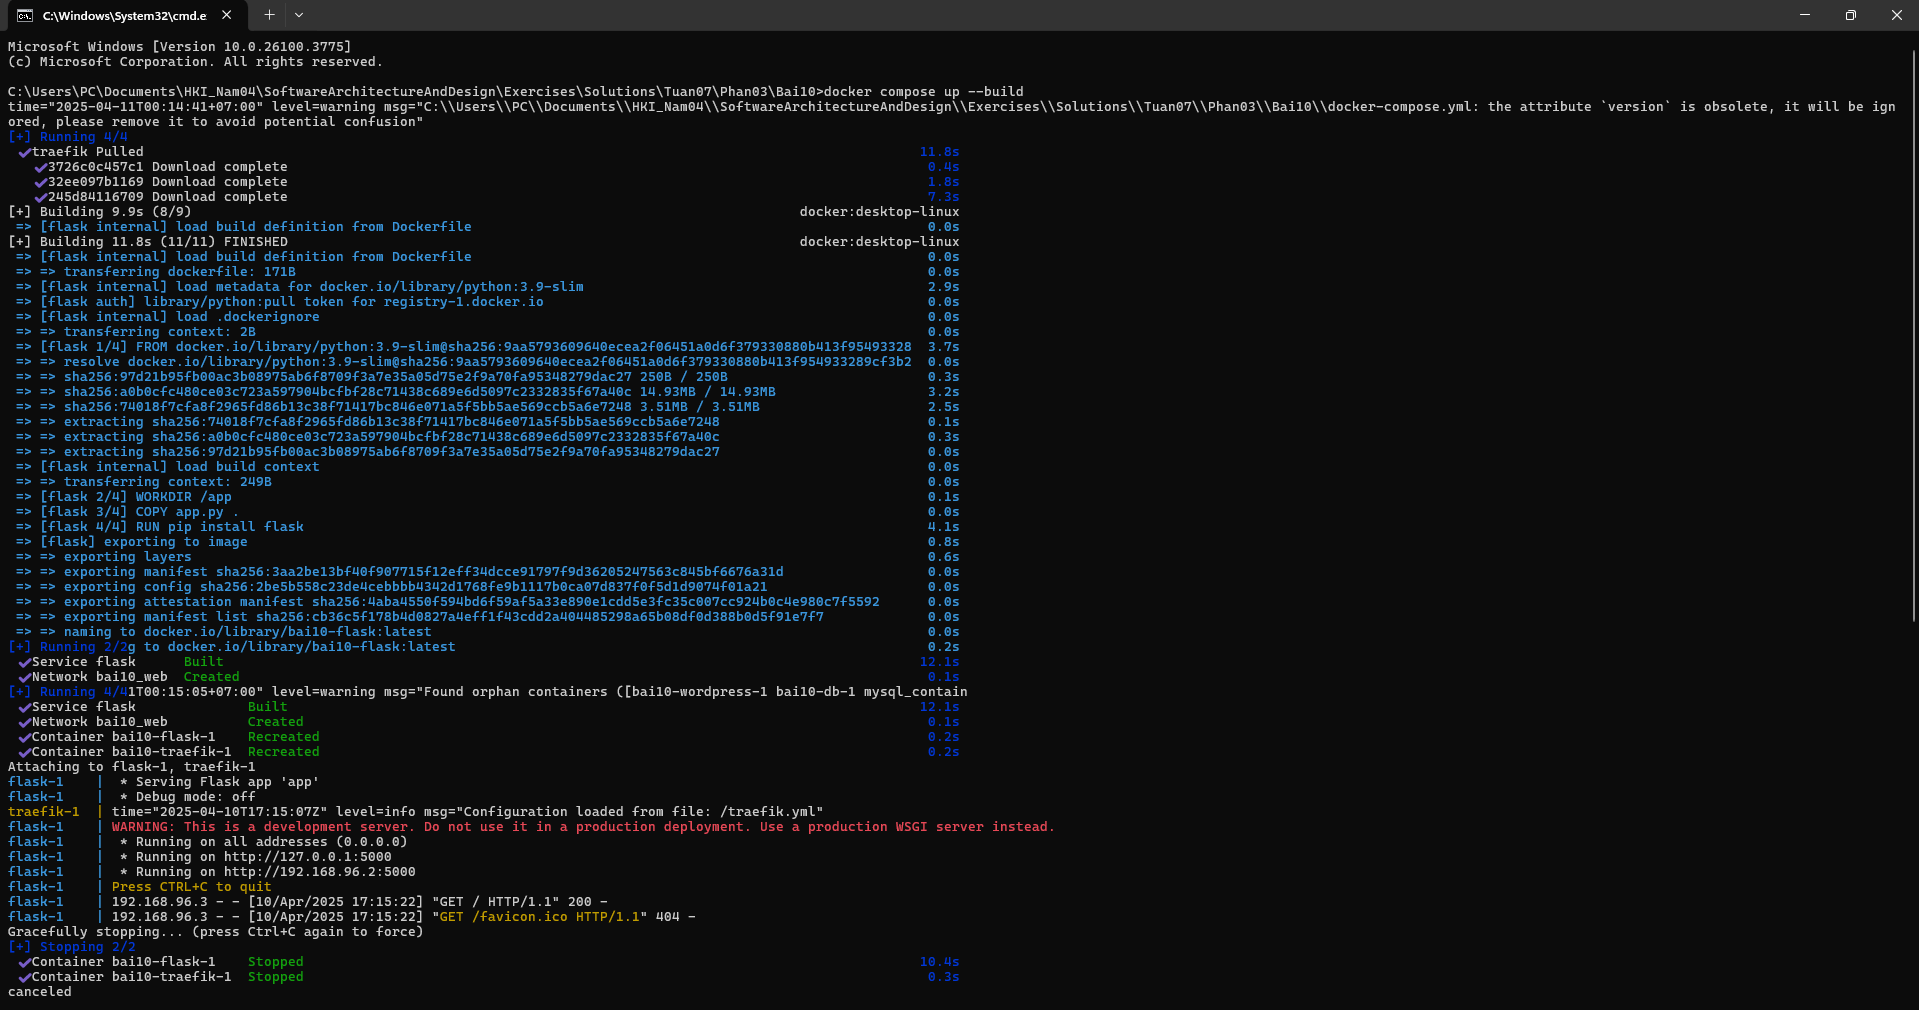 C:\Windows\System32\cmd.e
Microsoft Windows [Version 10.0.26100.3775]
(c) Microsoft Corporation. All rights reserved.
C:\Users\PC\Documents\HKI_Nam04\SoftwareArchitectureAndDesign\Exercises\Solutions\Tuan07\Phan03\Bai10>docker compose up --build
time="2025-04-11T00:14:41+07:00" level=warning msg="C:\\Users\\PC\\Documents\\HKI_Nam04\\SoftwareArchitectureAndDesign\\Exercises\\Solutions\\Tuan07\\Phan03\\Bai10\\docker-compose.yml: the attribute `version` is obsolete, it will be ign
ored, please remove it to avoid potential confusion"
[+] Running 4/4
✔traefik Pulled 11.8s
✔3726c0c457c1 Download complete 0.4s
✔32ee097b1169 Download complete 1.8s
✔245d84116709 Download complete 7.3s
[+] Building 9.9s (8/9) docker:desktop-linux
=> [flask internal] load build definition from Dockerfile 0.0s
[+] Building 11.8s (11/11) FINISHED docker:desktop-linux
=> [flask internal] load build definition from Dockerfile 0.0s
=> => transferring dockerfile: 171B 0.0s
=> [flask internal] load metadata for docker.io/library/python:3.9-slim 2.9s
=> [flask auth] library/python:pull token for registry-1.docker.io 0.0s
=> [flask internal] load .dockerignore 0.0s
=> => transferring context: 2B 0.0s
=> [flask 1/4] FROM docker.io/library/python:3.9-slim@sha256:9aa5793609640ecea2f06451a0d6f379330880b413f95493328 3.7s
=> => resolve docker.io/library/python:3.9-slim@sha256:9aa5793609640ecea2f06451a0d6f379330880b413f954933289cf3b2 0.0s
=> => sha256:97d21b95fb00ac3b08975ab6f8709f3a7e35a05d75e2f9a70fa95348279dac27 250B / 250B 0.3s
=> => sha256:a0b0cfc480ce03c723a597904bcfbf28c71438c689e6d5097c2332835f67a40c 14.93MB / 14.93MB 3.2s
=> => sha256:74018f7cfa8f2965fd86b13c38f71417bc846e071a5f5bb5ae569ccb5a6e7248 3.51MB / 3.51MB 2.5s
=> => extracting sha256:74018f7cfa8f2965fd86b13c38f71417bc846e071a5f5bb5ae569ccb5a6e7248 0.1s
=> => extracting sha256:a0b0cfc480ce03c723a597904bcfbf28c71438c689e6d5097c2332835f67a40c 0.3s
=> => extracting sha256:97d21b95fb00ac3b08975ab6f8709f3a7e35a05d75e2f9a70fa95348279dac27 0.0s
=> [flask internal] load build context 0.0s
=> => transferring context: 249B 0.0s
=> [flask 2/4] WORKDIR /app 0.1s
=> [flask 3/4] COPY app.py . 0.0s
=> [flask 4/4] RUN pip install flask 4.1s
=> [flask] exporting to image 0.8s
=> => exporting layers 0.6s
=> => exporting manifest sha256:3aa2be13bf40f907715f12eff34dcce91797f9d36205247563c845bf6676a31d 0.0s
=> => exporting config sha256:2be5b558c23de4cebbbb4342d1768fe9b1117b0ca07d837f0f5d1d9074f01a21 0.0s
=> => exporting attestation manifest sha256:4aba4550f594bd6f59af5a33e890e1cdd5e3fc35c007cc924b0c4e980c7f5592 0.0s
=> => exporting manifest list sha256:cb36c5f178b4d0827a4eff1f43cdd2a404485298a65b08df0d388b0d5f91e7f7 0.0s
=> => naming to docker.io/library/bai10-flask:latest 0.0s
[+] Running 2/2g to docker.io/library/bai10-flask:latest 0.2s
✔Service flask Built 12.1s
✔Network bai10_web Created 0.1s
[+] Running 4/41T00:15:05+07:00" level=warning msg="Found orphan containers ([bai10-wordpress-1 bai10-db-1 mysql_contain
✔Service flask Built 12.1s
✔Network bai10_web Created 0.1s
✔Container bai10-flask-1 Recreated 0.2s
✔Container bai10-traefik-1 Recreated 0.2s
Attaching to flask-1, traefik-1
flask-1 | * Serving Flask app 'app'
flask-1 | * Debug mode: off
traefik-1 | time="2025-04-10T17:15:07Z" level=info msg="Configuration loaded from file: /traefik.yml"
flask-1 | WARNING: This is a development server. Do not use it in a production deployment. Use a production WSGI server instead.
flask-1 | * Running on all addresses (0.0.0.0)
flask-1 | * Running on http://127.0.0.1:5000
flask-1 | * Running on http://192.168.96.2:5000
flask-1 | Press CTRL+C to quit
flask-1 | 192.168.96.3 - - [10/Apr/2025 17:15:22] "GET / HTTP/1.1" 200 -
flask-1 | 192.168.96.3 - - [10/Apr/2025 17:15:22] "GET /favicon.ico HTTP/1.1" 404 -
Gracefully stopping... (press Ctrl+C again to force)
[+] Stopping 2/2
✔Container bai10-flask-1 Stopped 10.4s
✔Container bai10-traefik-1 Stopped 0.3s
canceled